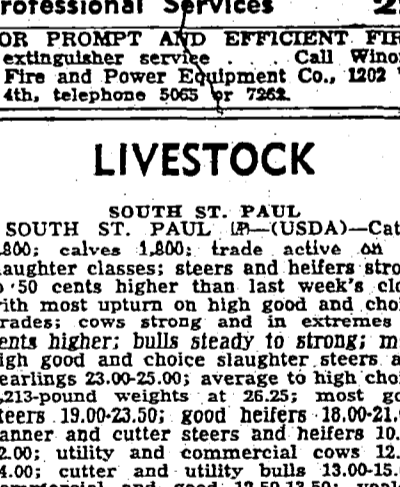 rofessional Services
OR PROMPT AND EFFICIENT FIR
extinguisher service . . . Call Wino
Fire and Power Equipment Co., 1202
4th, telephone 5065 or 7262.
LIVESTOCK
SOUTH ST. PAUL
SOUTH ST. PAUL (AP)—(USDA)—Cat
,800; calves 1,800; trade active on
laughter classes; steers and heifers stro
o 50 cents higher than last week's clo
ith most upturn on high good and choi
rades; cows strong and in extremes
ents higher; bulls steady to strong; m
igh good and choice slaughter steers a
earlings 23.00-25.00; average to high choi
,213-pound weights at 26.25; most go
teers 19.00-23.50; good heifers 18.00-21.
anner and cutter steers and heifers 10.
2.00; utility and commercial cows 12.
4.00; cutter and utility bulls 13.00-15.